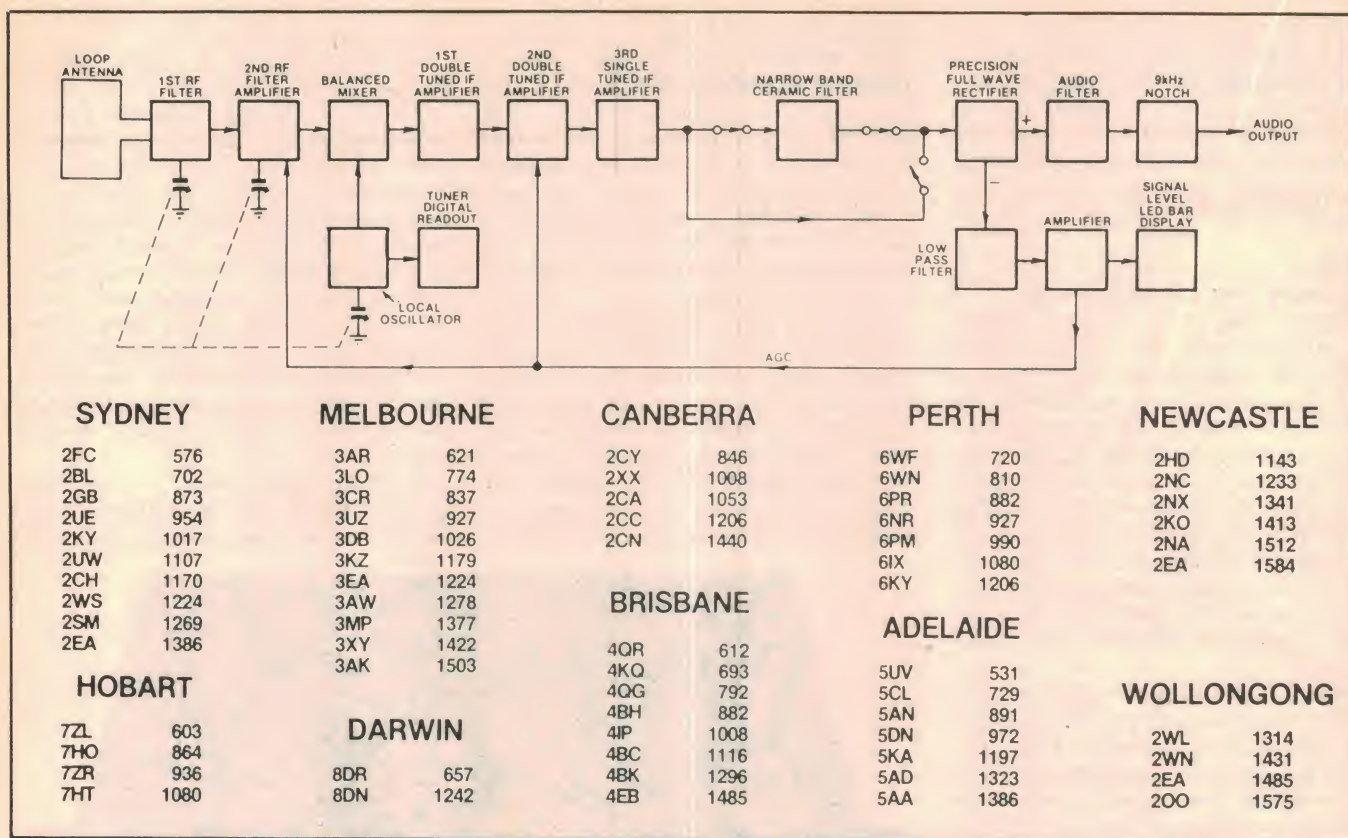 LOOP
ANTENNA
1ST RF
FILTER
2ND RF
FILTER
AMPLIFIER
BALANCED
MIXER
1ST
DOUBLE
TUNED IF
AMPLIFIER
2ND
DOUBLE
TUNED IF
AMPLIFIER
3RD
SINGLE
TUNED IF
AMPLIFIER
NARROW BAND
CERAMIC FILTER
PRECISION
FULL WAVE
RECTIFIER
+
AUDIO
FILTER
9kHz
NOTCH
AUDIO
OUTPUT
TUNER
DIGITAL
READOUT
LOCAL
OSCILLATOR
–
LOW
PASS
FILTER
AMPLIFIER
SIGNAL
LEVEL
LED BAR
DISPLAY
AGC
SYDNEY
2FC 576
2BL 702
2GB 873
2UE 954
2KY 1017
2UW 1107
2CH 1170
2WS 1224
2SM 1269
2EA 1386
HOBART
7ZL 603
7HO 864
7ZR 936
7HT 1080
MELBOURNE
3AR 621
3LO 774
3CR 837
3UZ 927
3DB 1026
3KZ 1179
3EA 1224
3AW 1278
3MP 1377
3XY 1422
3AK 1503
DARWIN
8DR 657
8DN 1242
CANBERRA
2CY 846
2XX 1008
2CA 1053
2CC 1206
2CN 1440
BRISBANE
4QR 612
4KQ 693
4QG 792
4BH 882
4IP 1008
4BC 1116
4BK 1296
4EB 1485
PERTH
6WF 720
6WN 810
6PR 882
6NR 927
6PM 990
6IX 1080
6KY 1206
ADELAIDE
5UV 531
5CL 729
5AN 891
5DN 972
5KA 1197
5AD 1323
5AA 1386
NEWCASTLE
2HD 1143
2NC 1233
2NX 1341
2KO 1413
2NA 1512
2EA 1584
WOLLONGONG
2WL 1314
2WN 1431
2EA 1485
2OO 1575